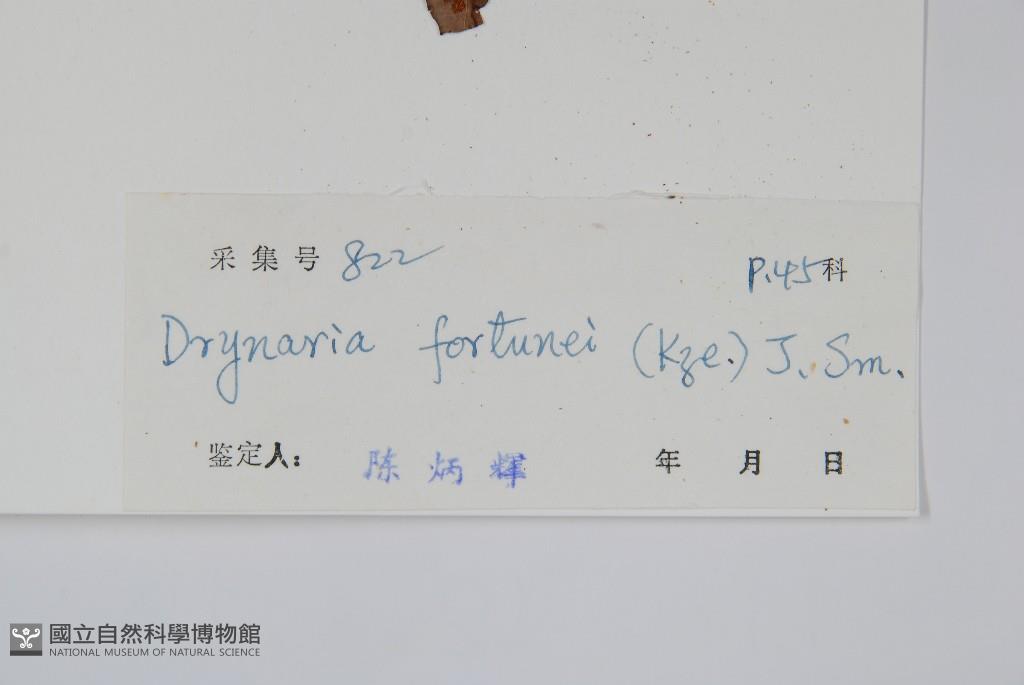 采集号 822 P.45科
Drynaria fortunei (Kze.) J. Sm.
鉴定人: 陈炳輝 年 月 日
國立自然科學博物館
NATIONAL MUSEUM OF NATURAL SCIENCE